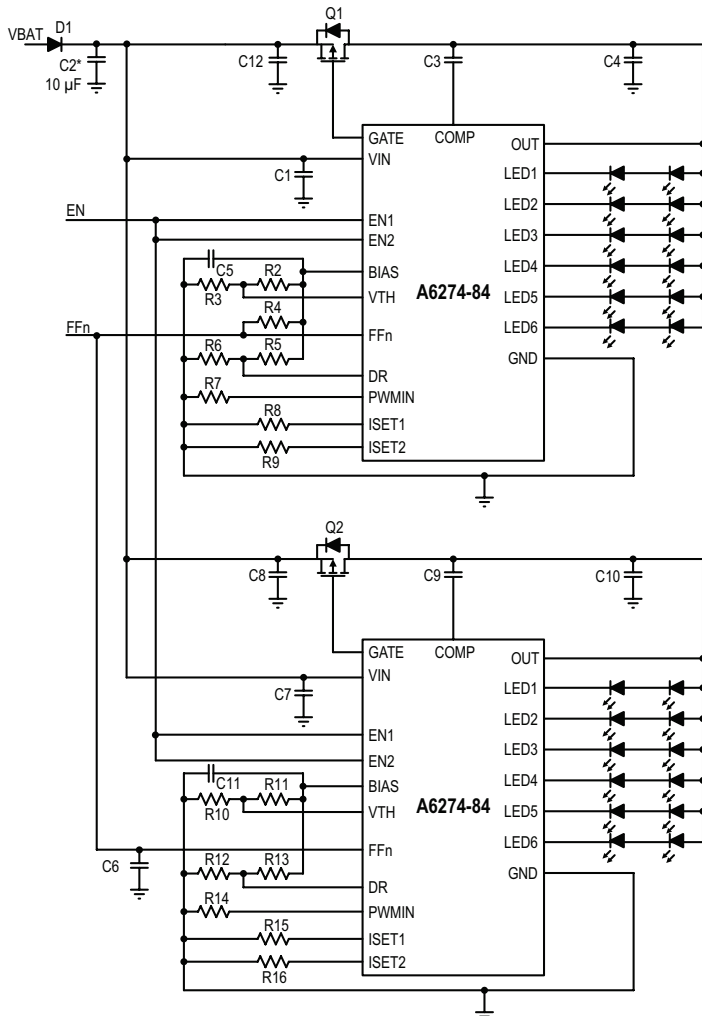 VBAT D1
C2*
10 µF
C12
Q1
C3
C4
GATE COMP OUT
VIN
C1
LED1
EN
EN1
LED2
EN2
LED3
C5
R3 R2
BIAS
VTH
A6274-84
LED4
R4
LED5
FFn
FFn
LED6
R6 R5
GND
DR
R7
PWMIN
R8
ISET1
R9
ISET2
Q2
C8
C9
C10
GATE COMP OUT
VIN
C7
LED1
EN1
LED2
EN2
LED3
C11
R10 R11
BIAS
VTH
A6274-84
LED4
LED5
FFn
LED6
C6
R12 R13
GND
DR
R14
PWMIN
R15
ISET1
R16
ISET2